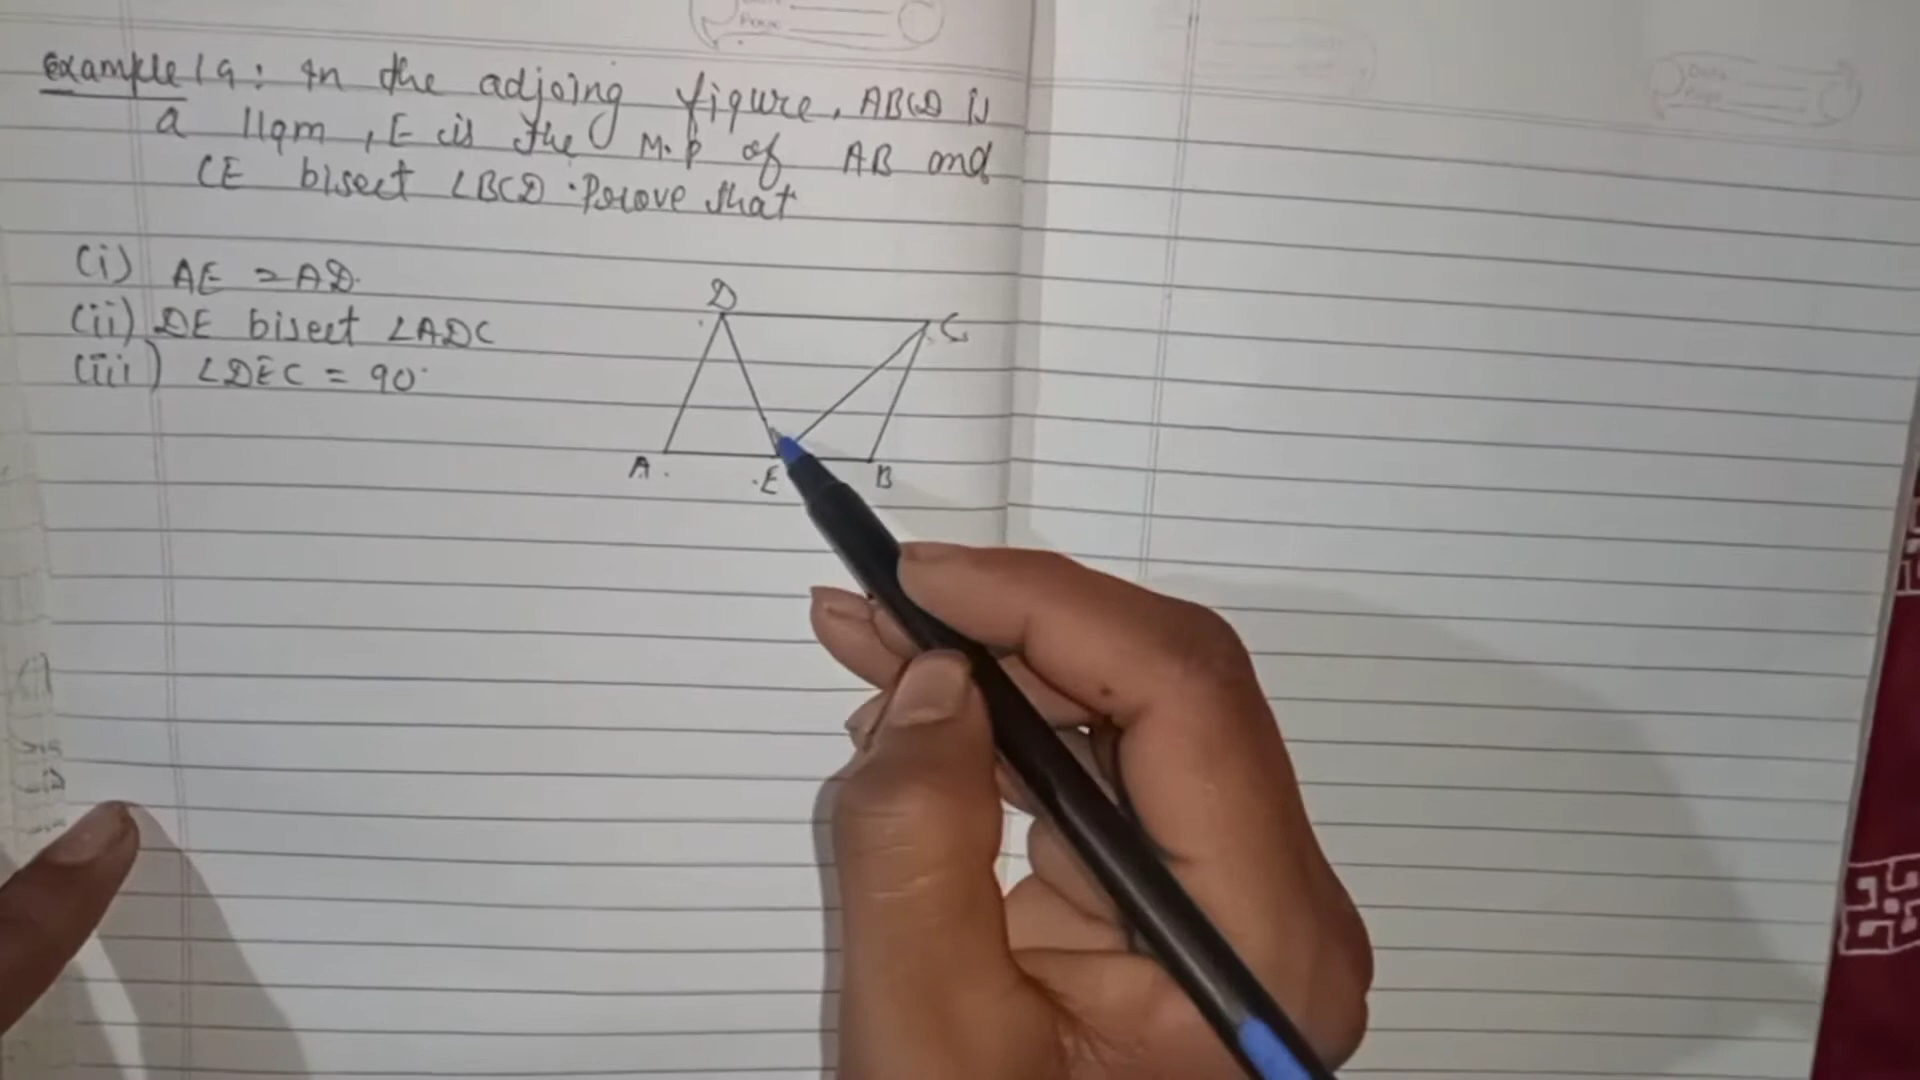 Example 19: In the adjoing figure, ABCD is
a ||gm, E is the M.P of AB and
CE bisect ∠BCD. Prove that
(i) AE = AD.
(ii) DE bisect ∠ADC
(iii) ∠DEC = 90°
D
C
A
E
B